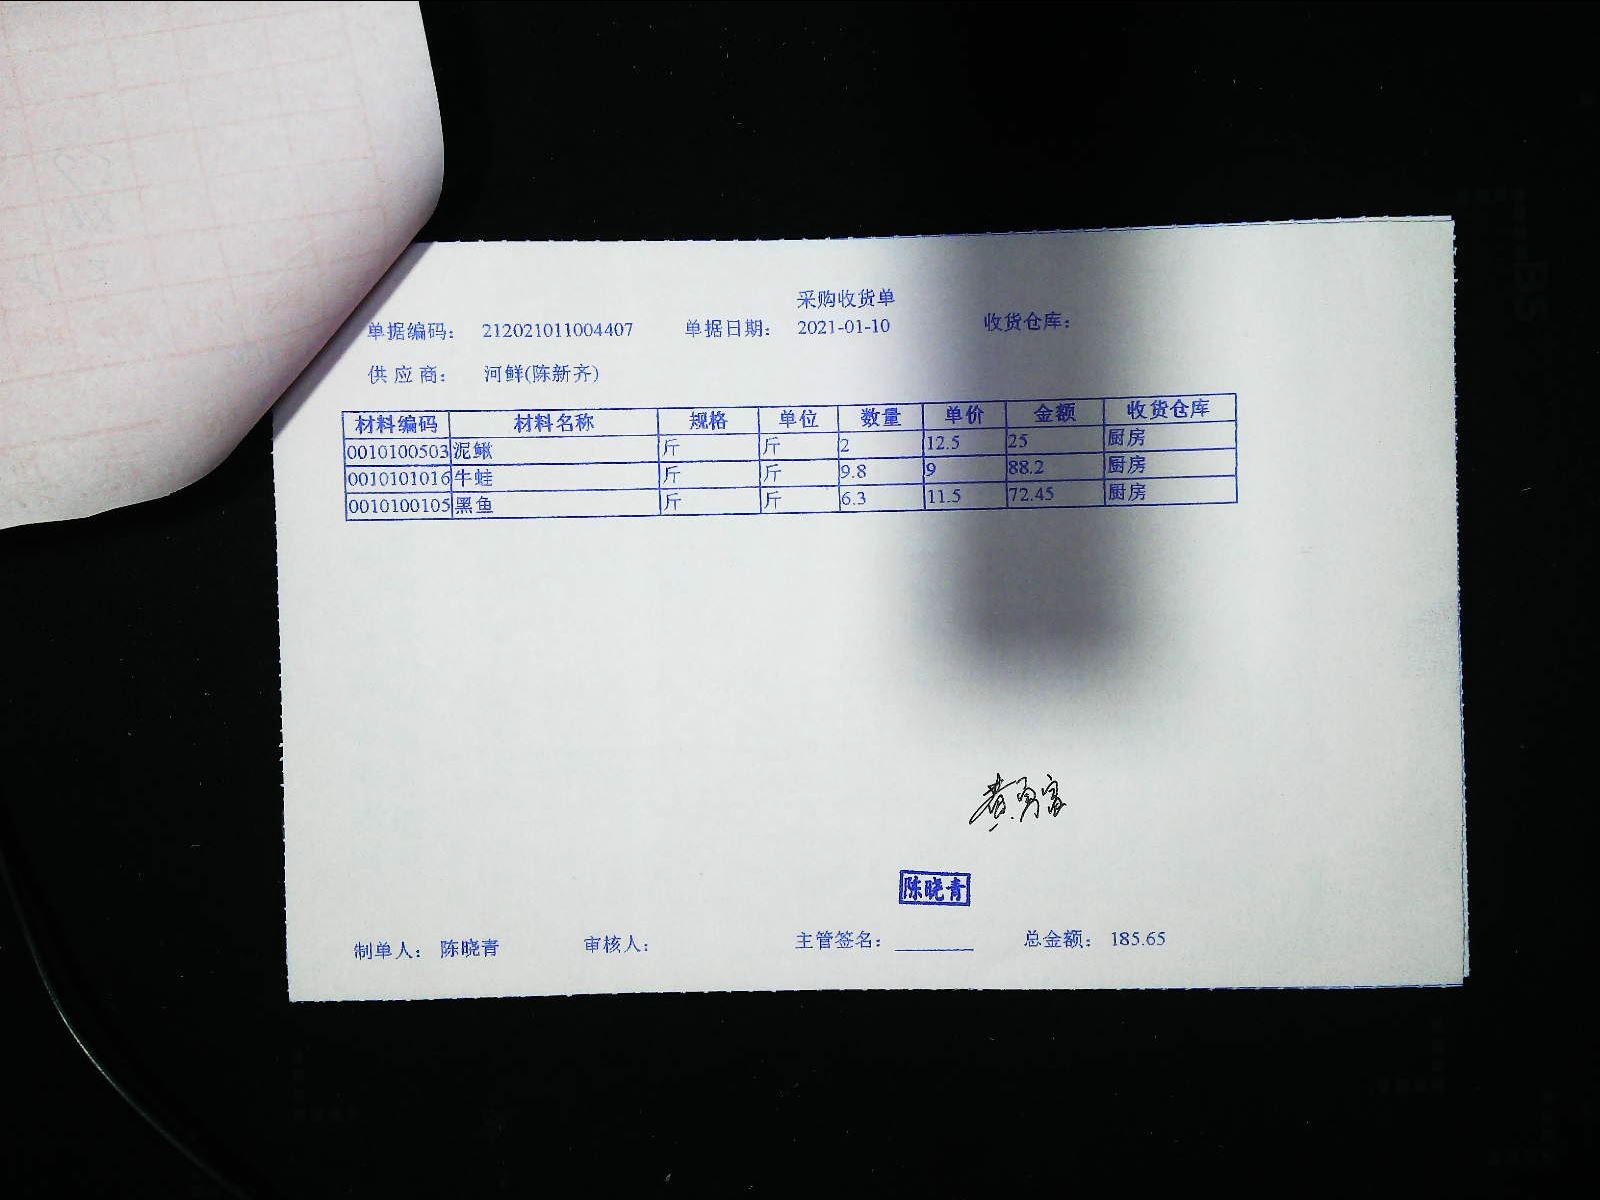 采购收货单
单据编码： 212021011004407 单据日期： 2021-01-10 收货仓库：
供应商： 河鲜(陈新齐)
材料编码 材料名称 规格 单位 数量 单价 金额 收货仓库
0010100503 泥鳅 斤 斤 2 12.5 25 厨房
0010101016 牛蛙 斤 斤 9.8 9 88.2 厨房
0010100105 黑鱼 斤 斤 6.3 11.5 72.45 厨房
黄勇富
陈晓青
制单人： 陈晓青 审核人： 主管签名： 总金额： 185.65